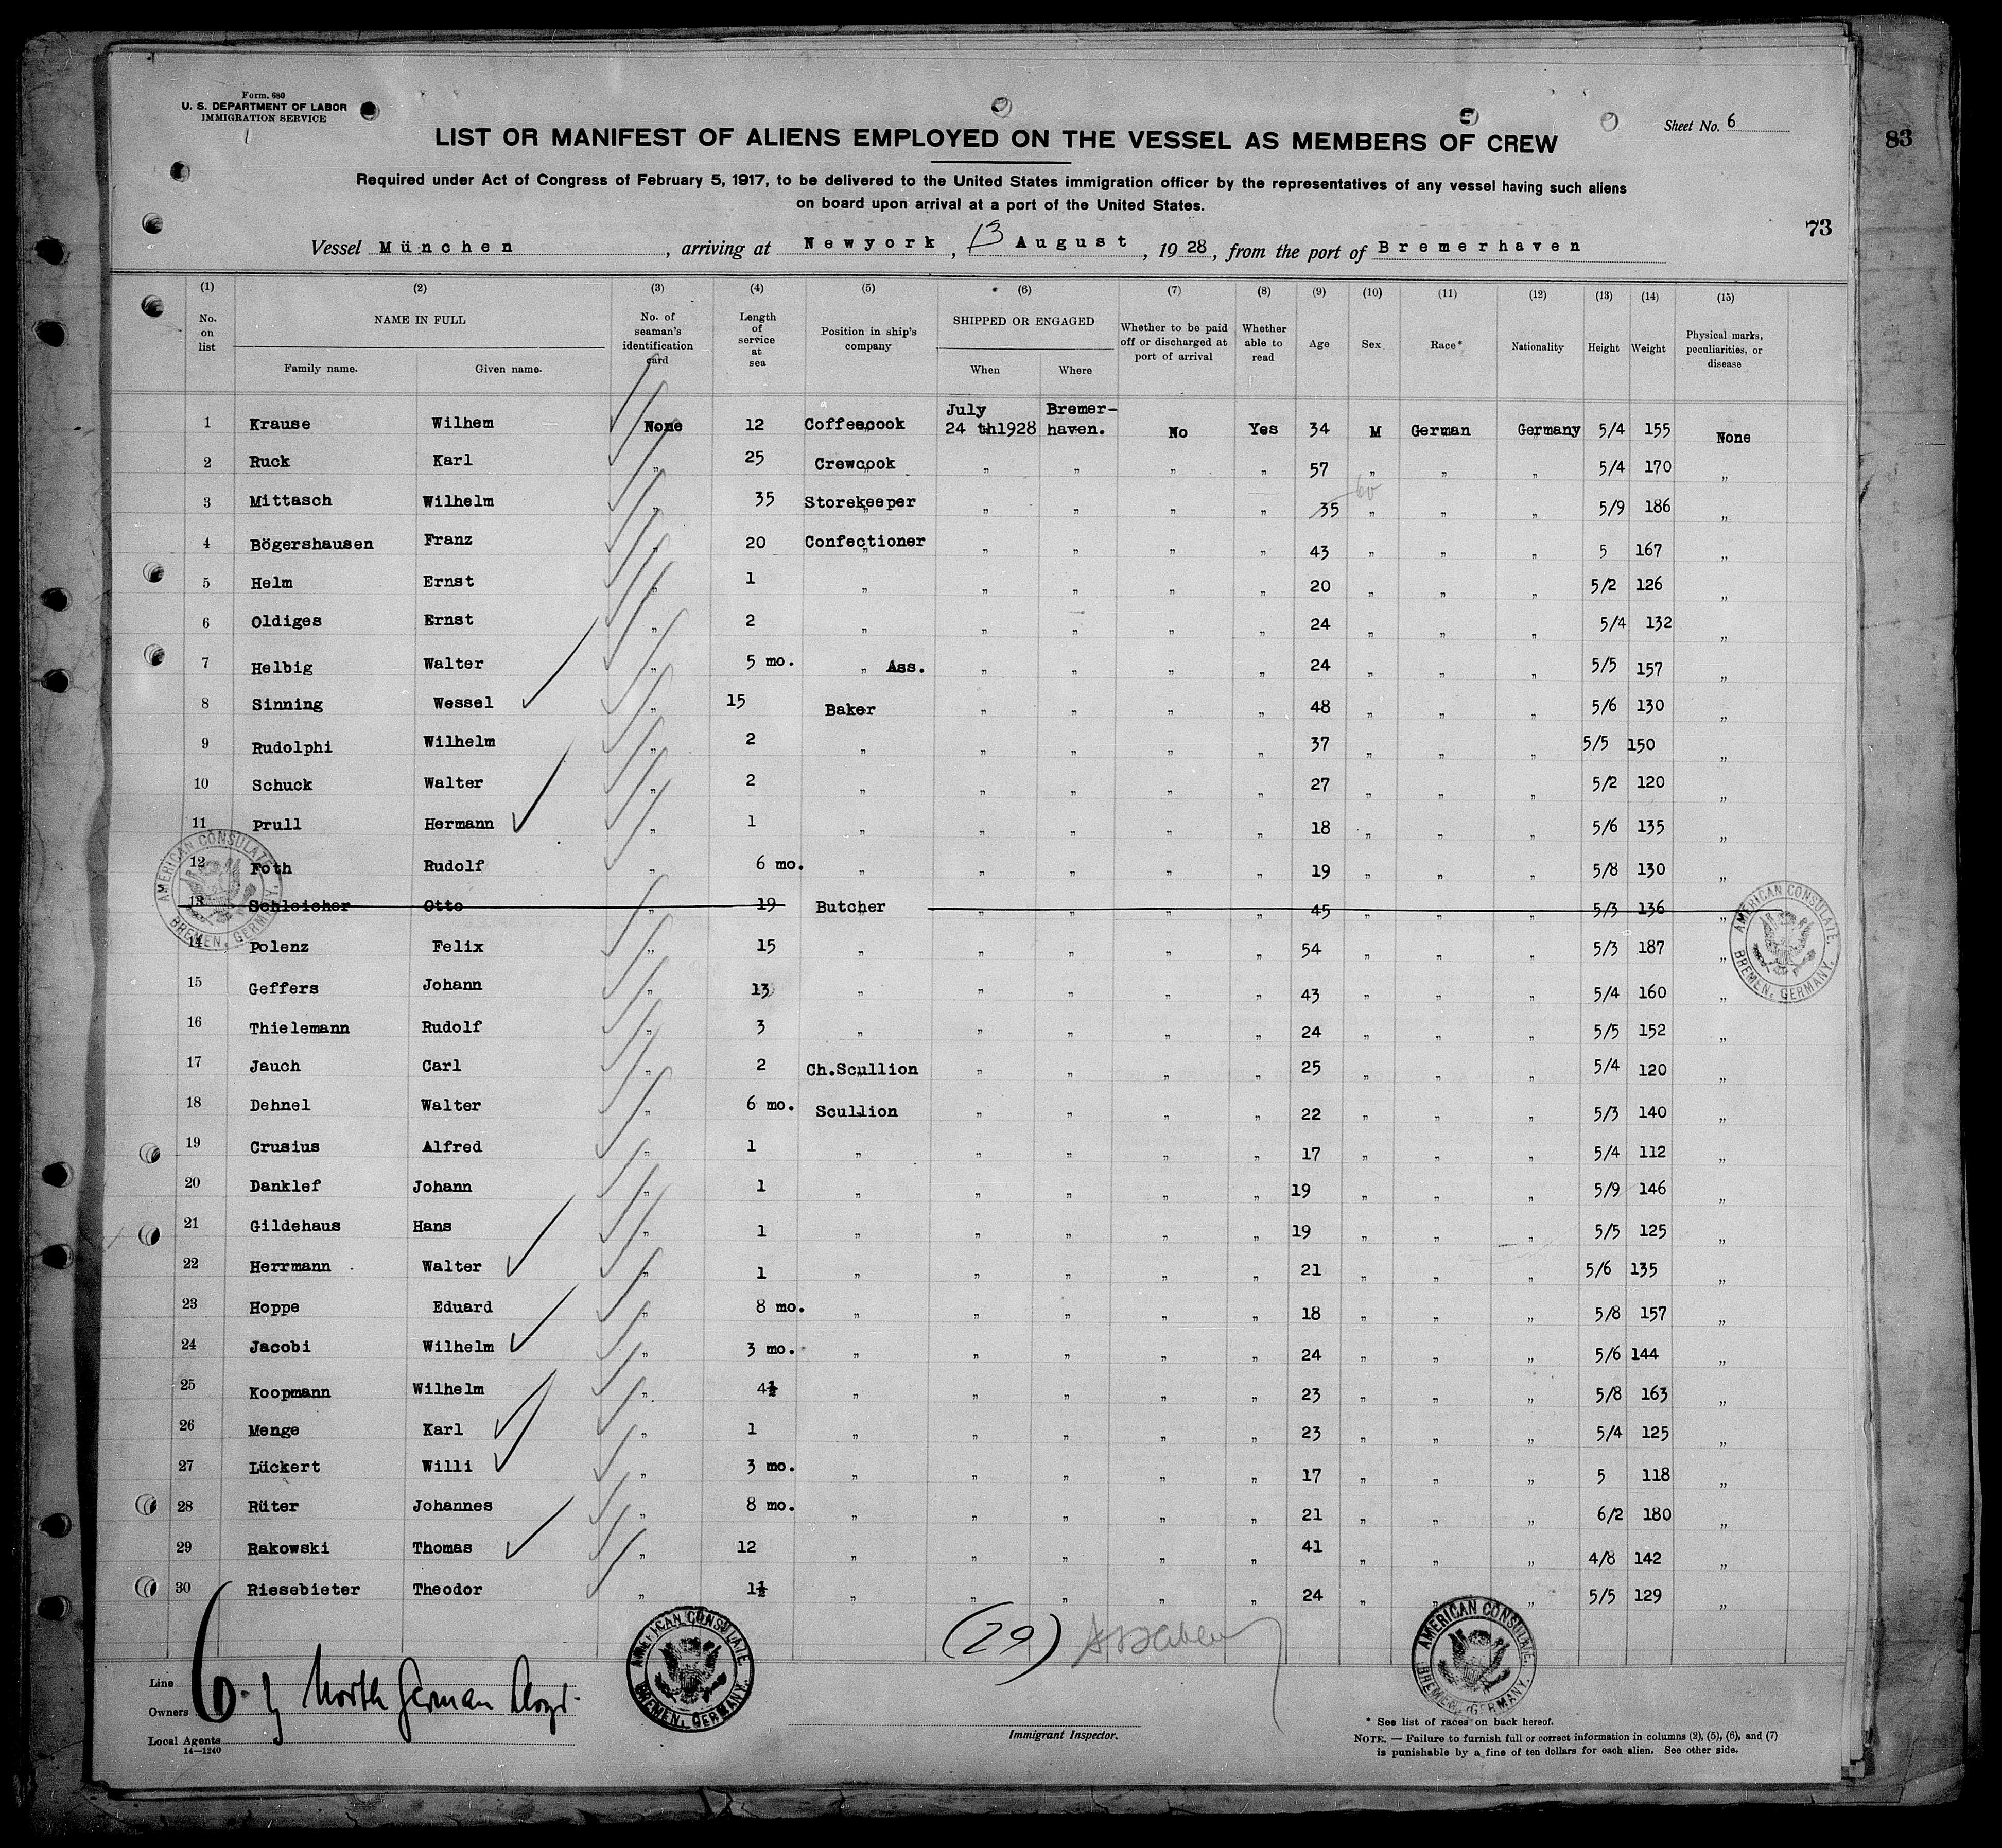 Form. 680
U. S. DEPARTMENT OF LABOR
IMMIGRATION SERVICE
Sheet No. 6
83
LIST OR MANIFEST OF ALIENS EMPLOYED ON THE VESSEL AS MEMBERS OF CREW
Required under Act of Congress of February 5, 1917, to be delivered to the United States immigration officer by the representatives of any vessel having such aliens
on board upon arrival at a port of the United States.
73
Vessel München, arriving at Newyork, 13 August, 1928, from the port of Bremerhaven
(1) (2) (3) (4) (5) (6) (7) (8) (9) (10) (11) (12) (13) (14) (15)
No. on list NAME IN FULL Family name. Given name. No. of seaman's identification card Length of service at sea Position in ship's company SHIPPED OR ENGAGED When Where Whether to be paid off or discharged at port of arrival Whether able to read Age Sex Race* Nationality Height Weight Physical marks, peculiarities, or disease
1 Krause Wilhem None 12 Coffeecook July 24 th1928 Bremer-haven. No Yes 34 M German Germany 5/4 155 None
2 Ruck Karl " 25 Crewcook " " " " 57 " " " 5/4 170 "
3 Mittasch Wilhelm " 35 Storekeeper " " " " 35 60 " " " 5/9 186 "
4 Bögershausen Franz " 20 Confectioner " " " " 43 " " " 5 167 "
5 Helm Ernst " 1 " " " " " 20 " " " 5/2 126 "
6 Oldiges Ernst " 2 " " " " " 24 " " " 5/4 132 "
7 Helbig Walter " 5 mo. " Ass. " " " " 24 " " " 5/5 157 "
8 Sinning Wessel " 15 Baker " " " " 48 " " " 5/6 130 "
9 Rudolphi Wilhelm " 2 " " " " " 37 " " " 5/5 150 "
10 Schuck Walter " 2 " " " " " 27 " " " 5/2 120 "
11 Prull Hermann " 1 " " " " " 18 " " " 5/6 135 "
12 Foth Rudolf " 6 mo. " " " " " 19 " " " 5/8 130 "
13 Schleicher Otto " 19 Butcher " " " " 45 " " " 5/3 136 "
14 Polenz Felix " 15 " " " " " 54 " " " 5/3 187 "
15 Geffers Johann " 13 " " " " " 43 " " " 5/4 160 "
16 Thielemann Rudolf " 3 " " " " " 24 " " " 5/5 152 "
17 Jauch Carl " 2 Ch.Scullion " " " " 25 " " " 5/4 120 "
18 Dehnel Walter " 6 mo. Scullion " " " " 22 " " " 5/3 140 "
19 Crusius Alfred " 1 " " " " " 17 " " " 5/4 112 "
20 Danklef Johann " 1 " " " " " 19 " " " 5/9 146 "
21 Gildehaus Hans " 1 " " " " " 19 " " " 5/5 125 "
22 Herrmann Walter " 1 " " " " " 21 " " " 5/6 135 "
23 Hoppe Eduard " 8 mo. " " " " " 18 " " " 5/8 157 "
24 Jacobi Wilhelm " 3 mo. " " " " " 24 " " " 5/6 144 "
25 Koopmann Wilhelm " 4½ " " " " " 23 " " " 5/8 163 "
26 Menge Karl " 1 " " " " " 23 " " " 5/4 125 "
27 Lückert Willi " 3 mo. " " " " " 17 " " " 5 118 "
28 Rüter Johannes " 8 mo. " " " " " 21 " " " 6/2 180 "
29 Rakowski Thomas " 12 " " " " " 41 " " " 4/8 142 "
30 Riesebieter Theodor " 1½ " " " " " 24 " " " 5/5 129 "
AMERICAN CONSULATE, BREMEN, GERMANY.
AMERICAN CONSULATE, BREMEN, GERMANY.
AMERICAN CONSULATE, BREMEN, GERMANY.
AMERICAN CONSULATE, BREMEN, GERMANY.
(29)
Line
Owners North German Lloyd.
Local Agents
14—1240
Immigrant Inspector.
* See list of races on back hereof.
NOTE. — Failure to furnish full or correct information in columns (2), (5), (6), and (7)
is punishable by a fine of ten dollars for each alien. See other side.